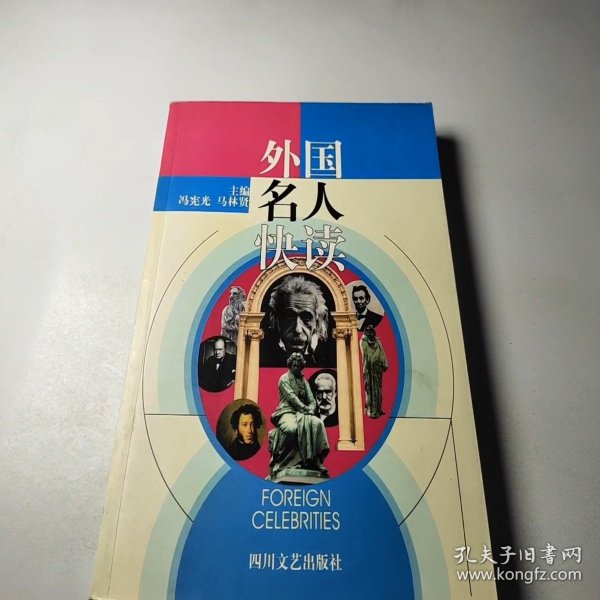 外国
名人
快读
主编
冯宪光 马林贤
FOREIGN
CELEBRITIES
四川文艺出版社
孔夫子旧书网
www.kongfz.com